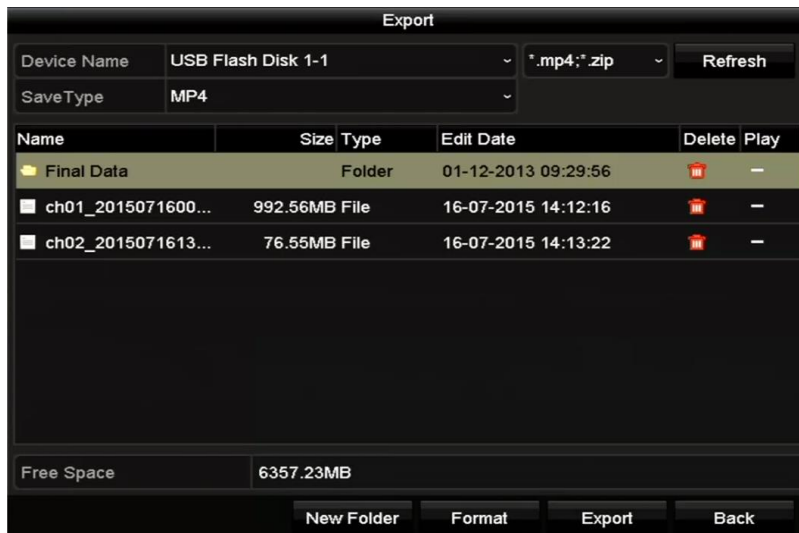 Export
Device Name USB Flash Disk 1-1 *.mp4;*.zip Refresh
SaveType MP4
Name Size Type Edit Date Delete Play
Final Data Folder 01-12-2013 09:29:56
ch01_2015071600... 992.56MB File 16-07-2015 14:12:16
ch02_2015071613... 76.55MB File 16-07-2015 14:13:22
Free Space 6357.23MB
New Folder Format Export Back